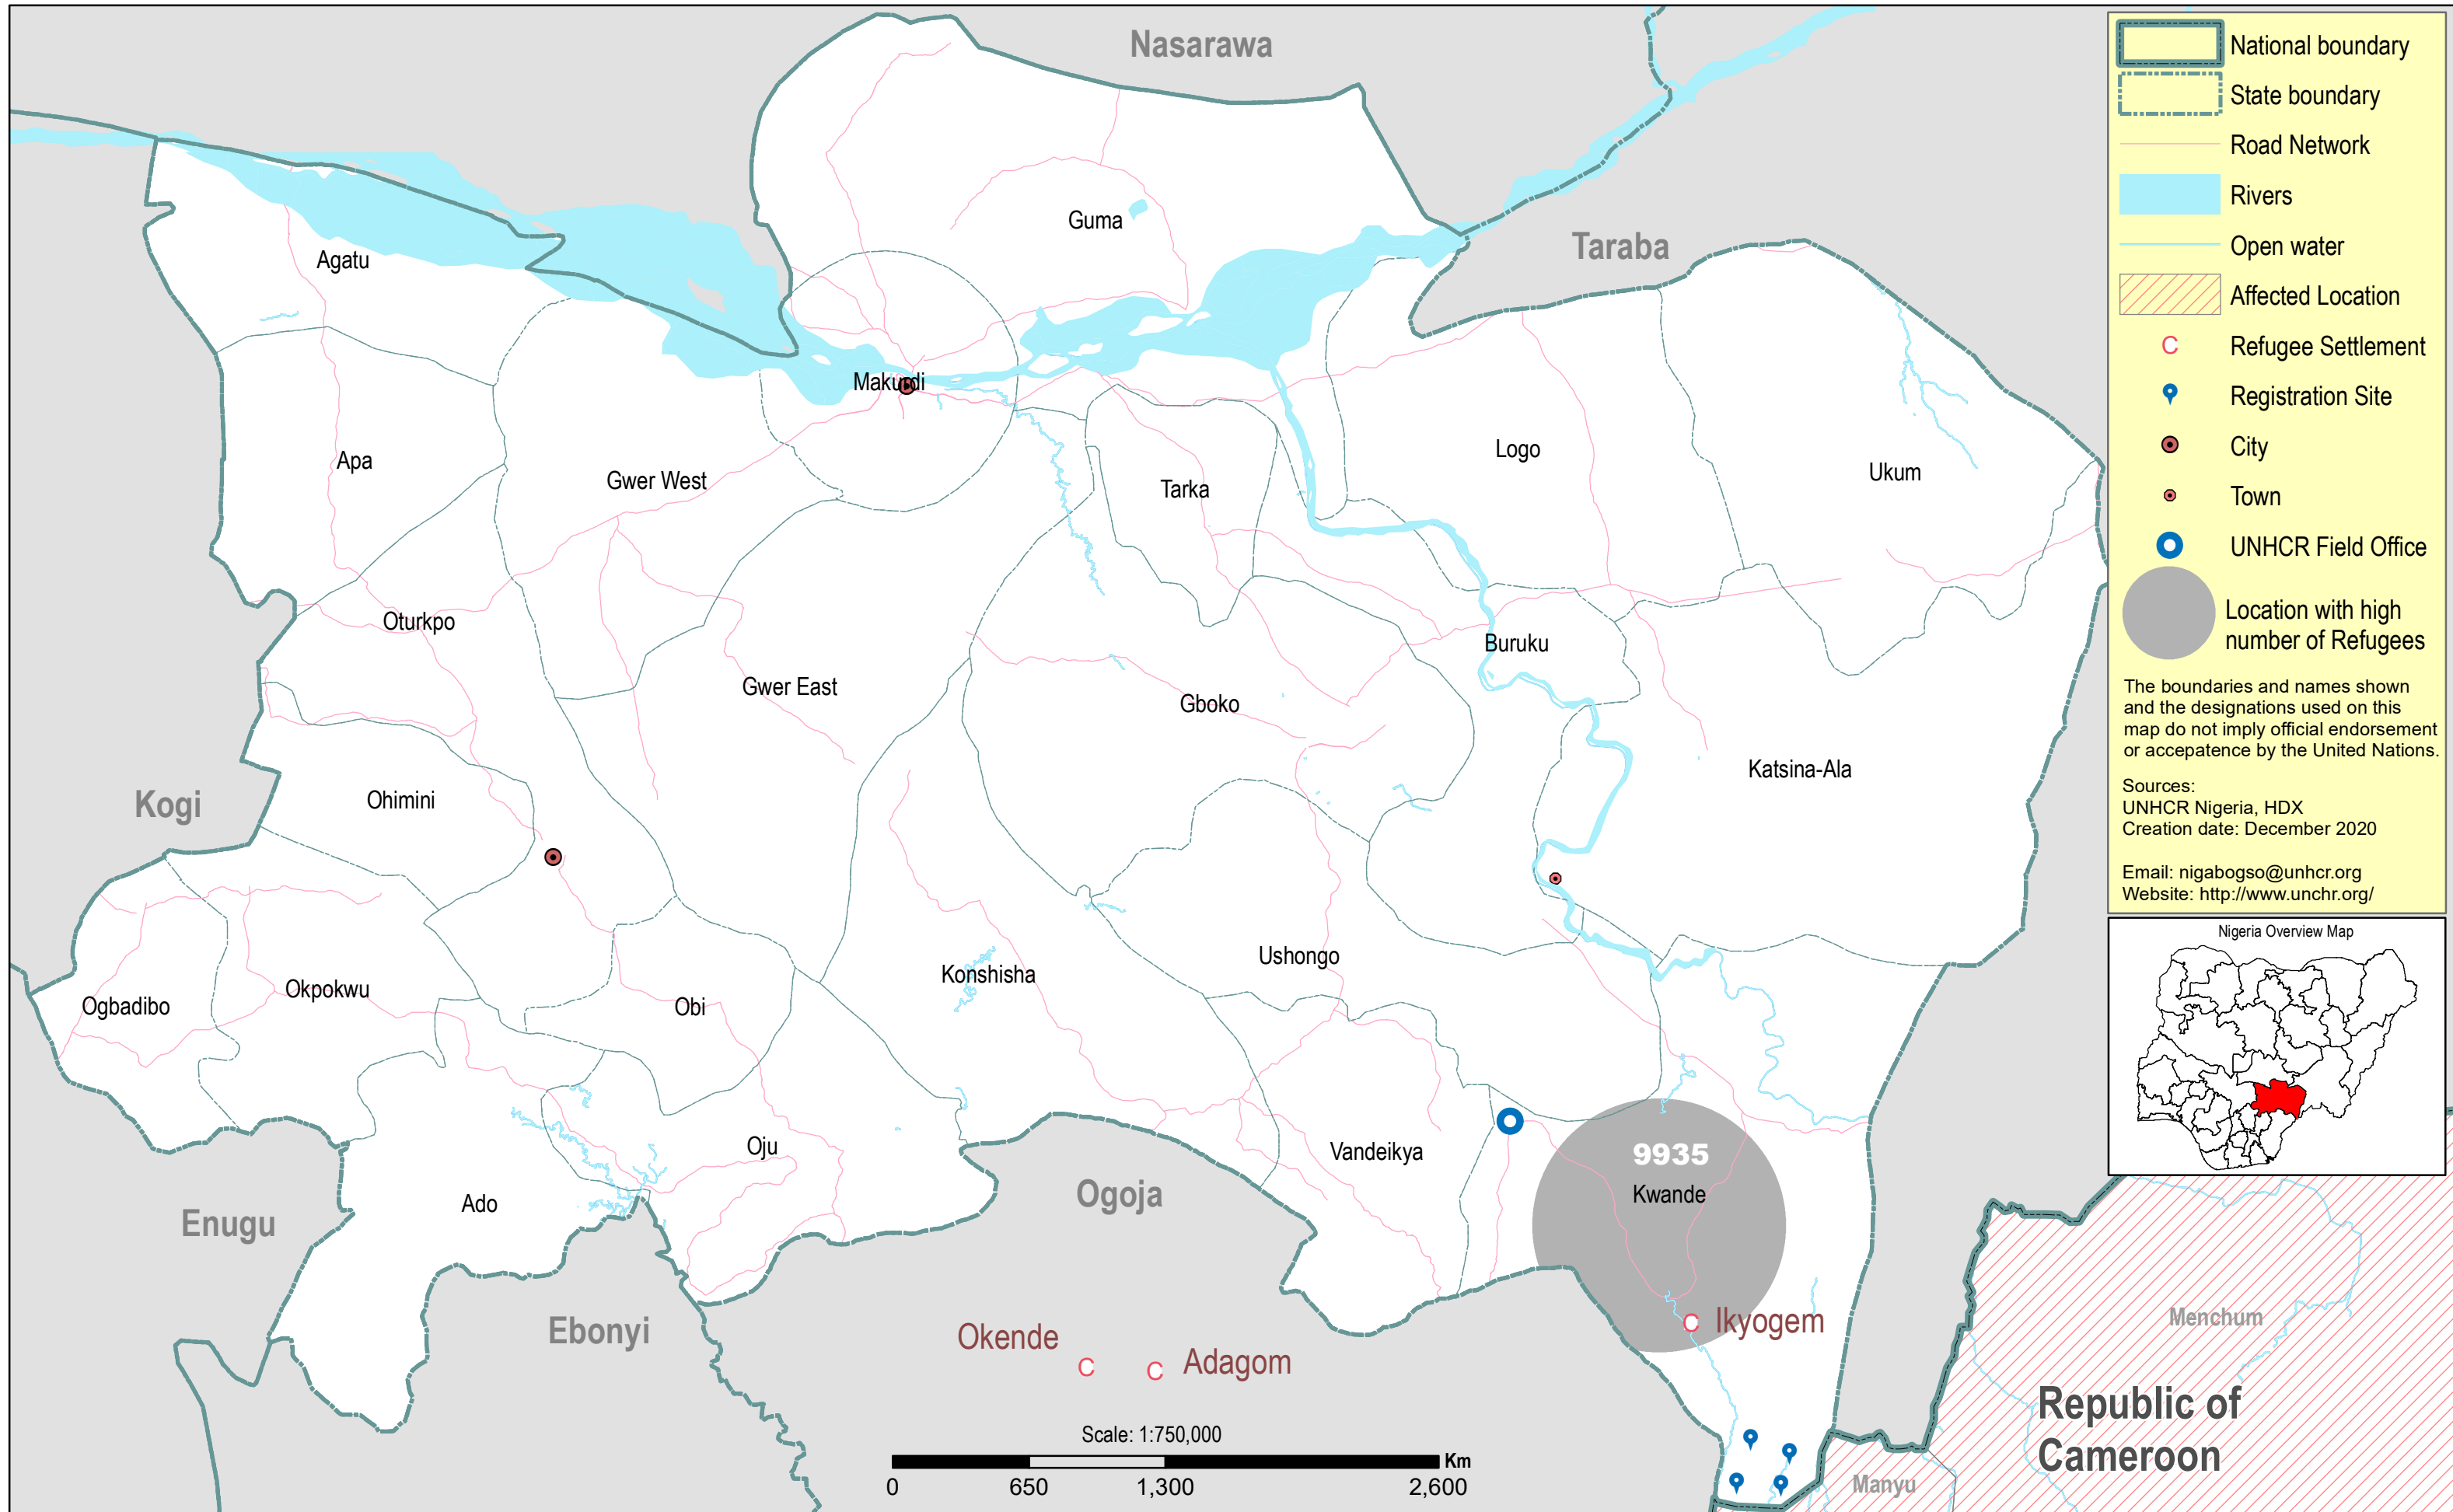 Nasarawa
Taraba
Guma
Agatu
Makurdi
Apa
Gwer West
Tarka
Logo
Ukum
Oturkpo
Buruku
Gwer East
Gboko
Katsina-Ala
Kogi
Ohimini
Ushongo
Konshisha
Ogbadibo
Okpokwu
Obi
Oju
Vandeikya
9935
Kwande
Ado
Enugu
Ogoja
Ebonyi
Okende
C
C
Adagom
C
Ikyogem
Menchum
Republic of
Cameroon
Manyu
Scale: 1:750,000
Km
0
650
1,300
2,600
National boundary
State boundary
Road Network
Rivers
Open water
Affected Location
C
Refugee Settlement
Registration Site
City
Town
UNHCR Field Office
Location with high
number of Refugees
The boundaries and names shown
and the designations used on this
map do not imply official endorsement
or accepatence by the United Nations.
Sources:
UNHCR Nigeria, HDX
Creation date: December 2020
Email: nigabogso@unhcr.org
Website: http://www.unchr.org/
Nigeria Overview Map